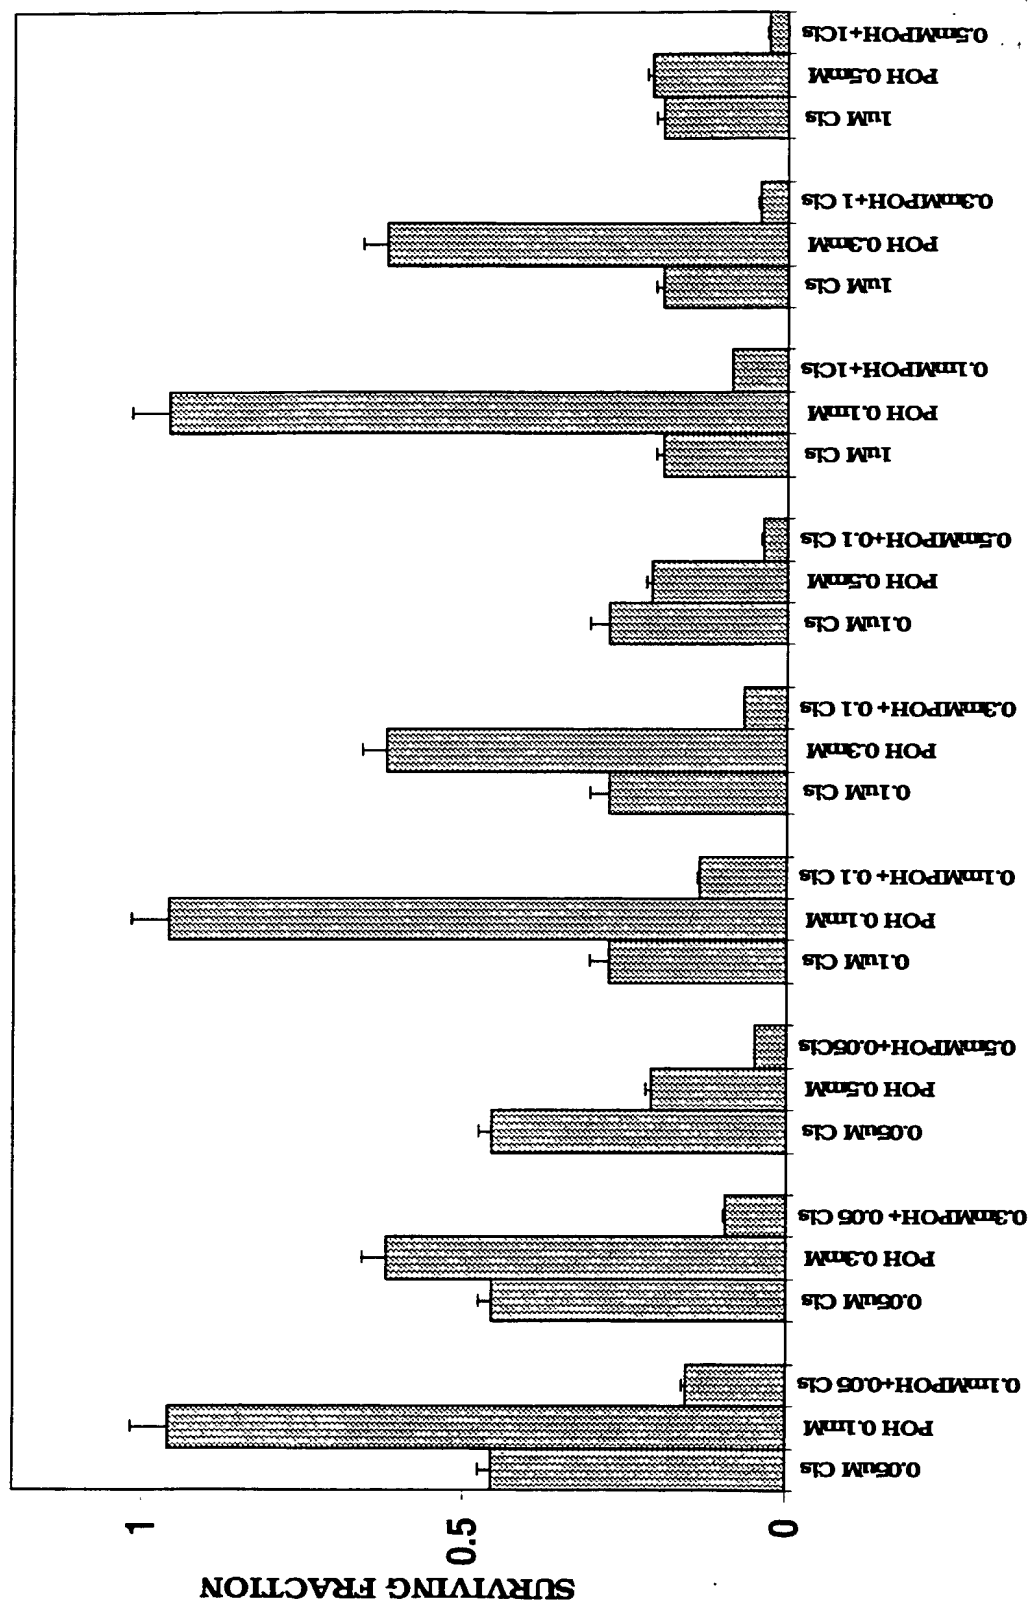 SURVIVING FRACTION
1
0.5
0
0.05uM Cis
POH 0.1mM
0.1mMPOH+0.05 Cis
0.05uM Cis
POH 0.3mM
0.3mMPOH+ 0.05 Cis
0.05uM Cis
POH 0.5mM
0.5mMPOH+0.05Cis
0.1uM Cis
POH 0.1mM
0.1mMPOH+ 0.1 Cis
0.1uM Cis
POH 0.3mM
0.3mMPOH+ 0.1 Cis
0.1uM Cis
POH 0.5mM
0.5mMPOH+0.1 Cis
1uM Cis
POH 0.1mM
0.1mMPOH+1Cis
1uM Cis
POH 0.3mM
0.3mMPOH+1 Cis
1uM Cis
POH 0.5mM
0.5mMPOH+1Cis